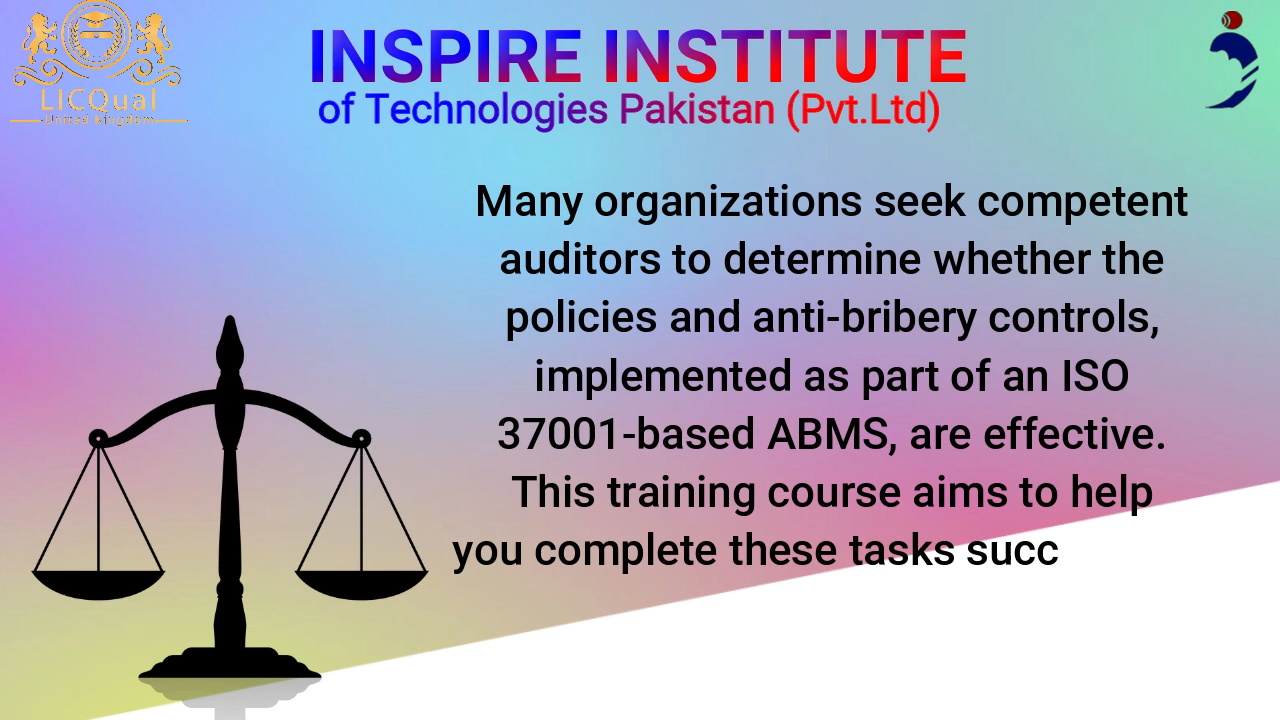 LICQual
United Kingdom
INSPIRE INSTITUTE
of Technologies Pakistan (Pvt.Ltd)
Many organizations seek competent
auditors to determine whether the
policies and anti-bribery controls,
implemented as part of an ISO
37001-based ABMS, are effective.
This training course aims to help
you complete these tasks succ